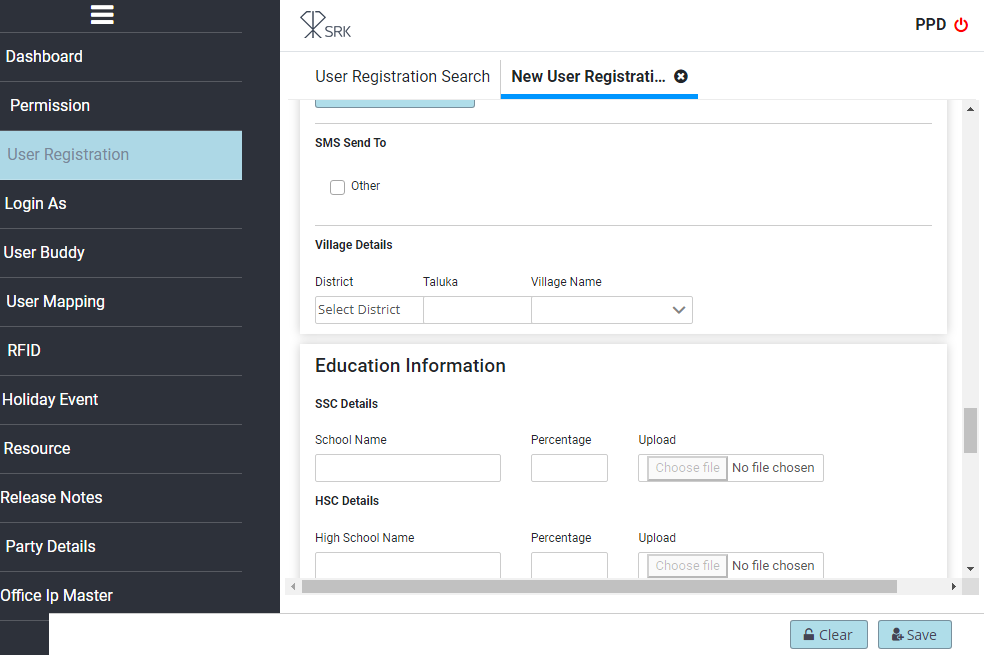 SRK
PPD
Dashboard
Permission
User Registration
Login As
User Buddy
User Mapping
RFID
Holiday Event
Resource
Release Notes
Party Details
Office Ip Master
User Registration Search
New User Registrati...
SMS Send To
Other
Village Details
District Taluka Village Name
Select District
Education Information
SSC Details
School Name Percentage Upload
Choose file No file chosen
HSC Details
High School Name Percentage Upload
Choose file No file chosen
Clear Save